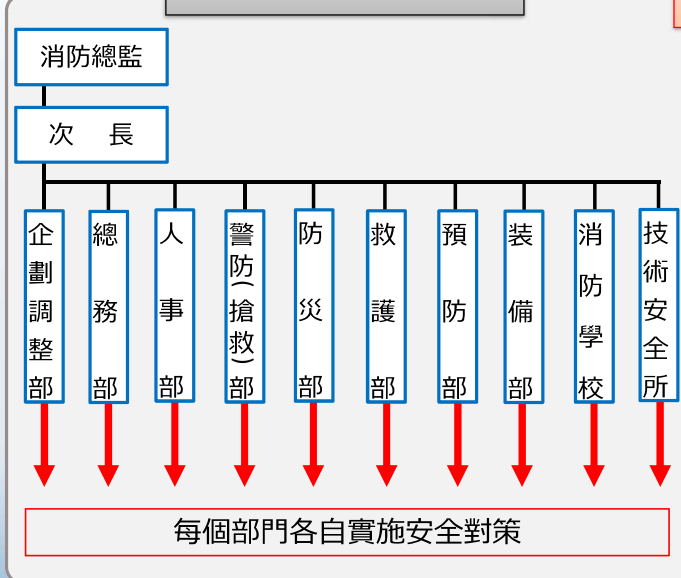 消防總監
次 長
企劃調整部
總務部
人事部
警防(搶救)部
防災部
救護部
預防部
装備部
消防學校
技術安全所
每個部門各自實施安全對策